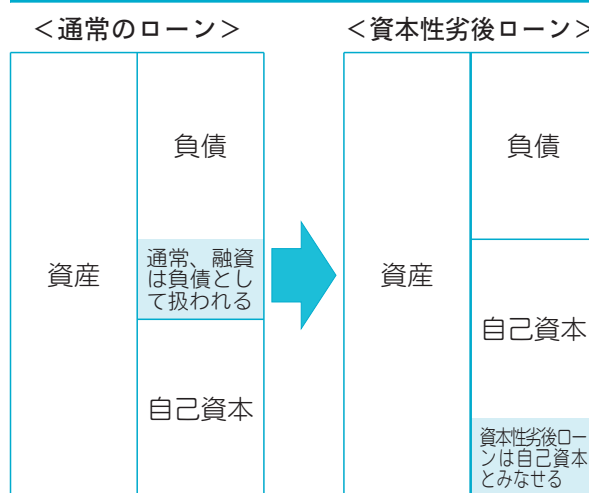 ＜通常のローン＞
＜資本性劣後ローン＞
資産
負債
通常、融資
は負債とし
て扱われる
自己資本
資産
負債
自己資本
資本性劣後ロー
ンは自己資本
とみなせる